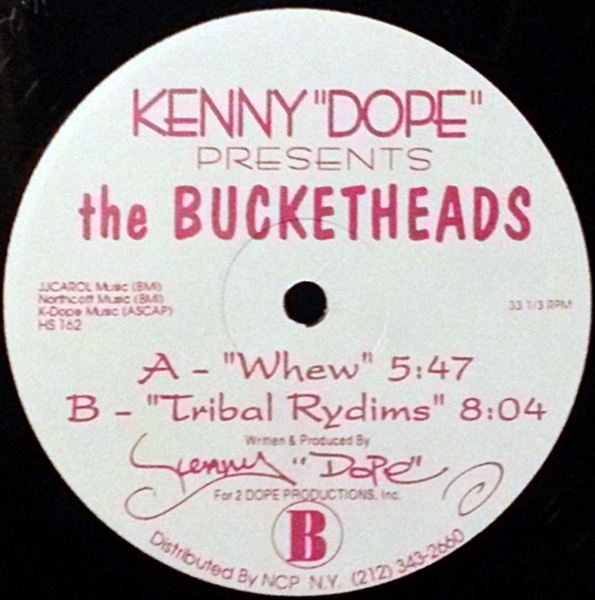 KENNY "DOPE"
PRESENTS
the BUCKETHEADS
JJCAROL Music (BMI)
Northcott Music (BMI)
K-Dope Music (ASCAP)
HS 162
33 1/3 RPM
A - "Whew" 5:47
B - "Tribal Rydims" 8:04
Written & Produced By
Kenny "Dope"
For 2 DOPE PRODUCTIONS, Inc.
B
Distributed By NCP N.Y. (212) 343-2660